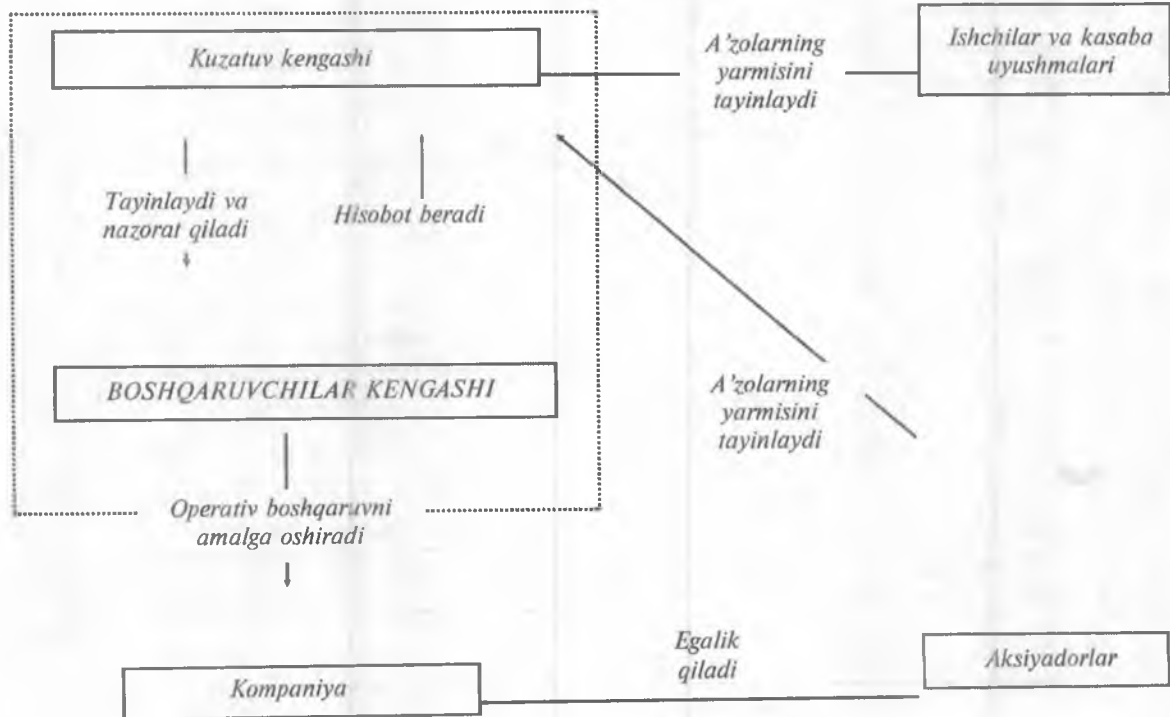 Kuzatuv kengashi
A'zolarning
yarmisini
tayinlaydi
Ishchilar va kasaba
uyushmalari
Tayinlaydi va
nazorat qiladi
Hisobot beradi
BOSHQARUVCHILAR KENGASHI
A'zolarning
yarmisini
tayinlaydi
Operativ boshqaruvni
amalga oshiradi
Egalik
qiladi
Aksiyadorlar
Kompaniya